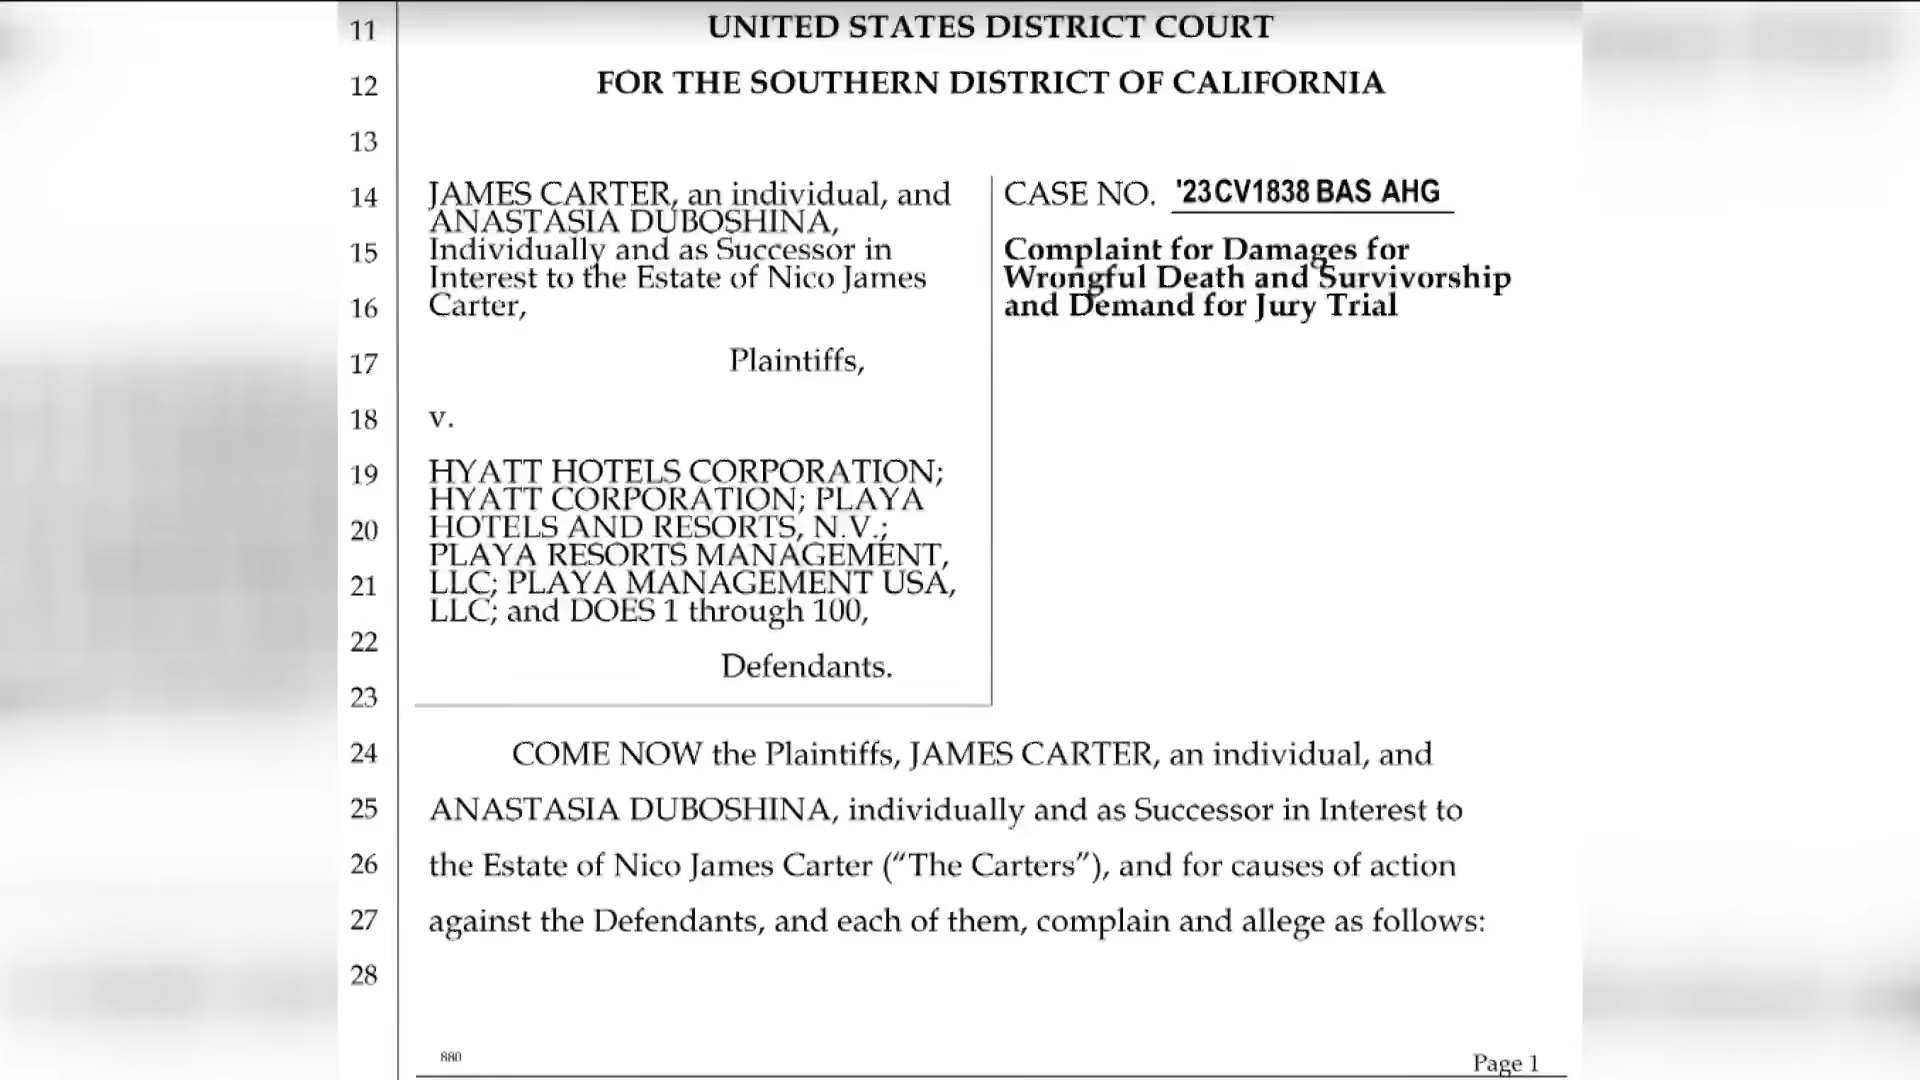 11 UNITED STATES DISTRICT COURT
12 FOR THE SOUTHERN DISTRICT OF CALIFORNIA
13
14 JAMES CARTER, an individual, and
ANASTASIA DUBOSHINA,
15 Individually and as Successor in
Interest to the Estate of Nico James
16 Carter,
17 Plaintiffs,
18 v.
19 HYATT HOTELS CORPORATION;
HYATT CORPORATION; PLAYA
20 HOTELS AND RESORTS, N.V.;
PLAYA RESORTS MANAGEMENT,
21 LLC; PLAYA MANAGEMENT USA,
LLC; and DOES 1 through 100,
22
Defendants.
23
CASE NO. '23CV1838 BAS AHG
Complaint for Damages for
Wrongful Death and Survivorship
and Demand for Jury Trial
24 COME NOW the Plaintiffs, JAMES CARTER, an individual, and
25 ANASTASIA DUBOSHINA, individually and as Successor in Interest to
26 the Estate of Nico James Carter (“The Carters”), and for causes of action
27 against the Defendants, and each of them, complain and allege as follows:
28
880
Page 1